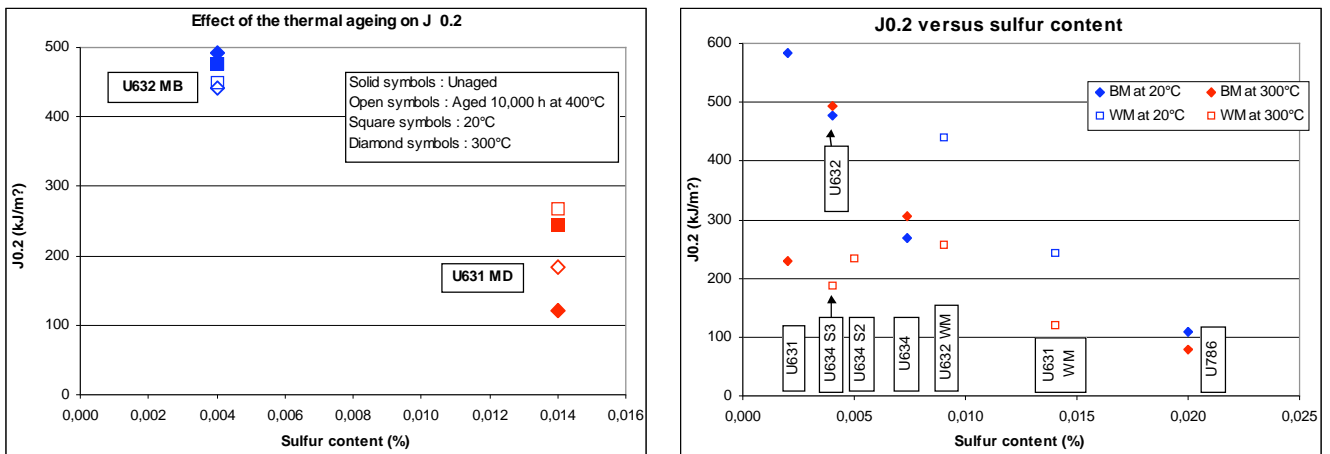 Effect of the thermal ageing on J 0.2
500
400
300
200
100
0
J0.2 (kJ/m?)
U632 MB
Solid symbols : Unaged
Open symbols : Aged 10,000 h at 400°C
Square symbols : 20°C
Diamond symbols : 300°C
U631 MD
0,000 0,002 0,004 0,006 0,008 0,010 0,012 0,014 0,016
Sulfur content (%)
J0.2 versus sulfur content
600
500
400
300
200
100
0
J0.2 (kJ/m?)
BM at 20°C BM at 300°C
WM at 20°C WM at 300°C
U632
U631
U634 S3
U634 S2
U634
U632 WM
U631
WM
U786
0,000 0,005 0,010 0,015 0,020 0,025
Sulfur content (%)